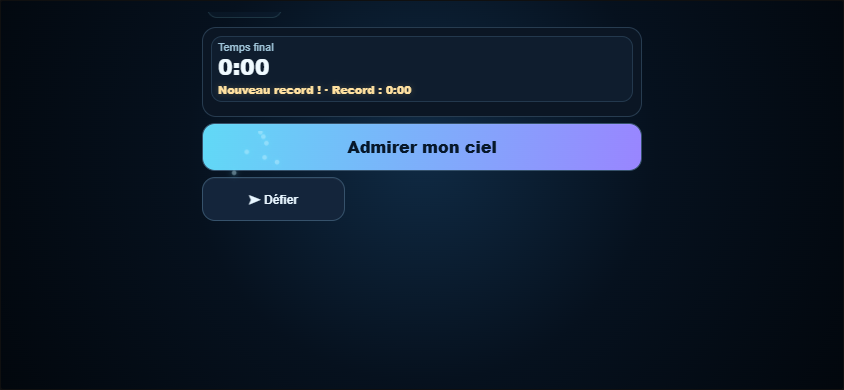 Temps final
0:00
Nouveau record ! · Record : 0:00
Admirer mon ciel
➤ Défier